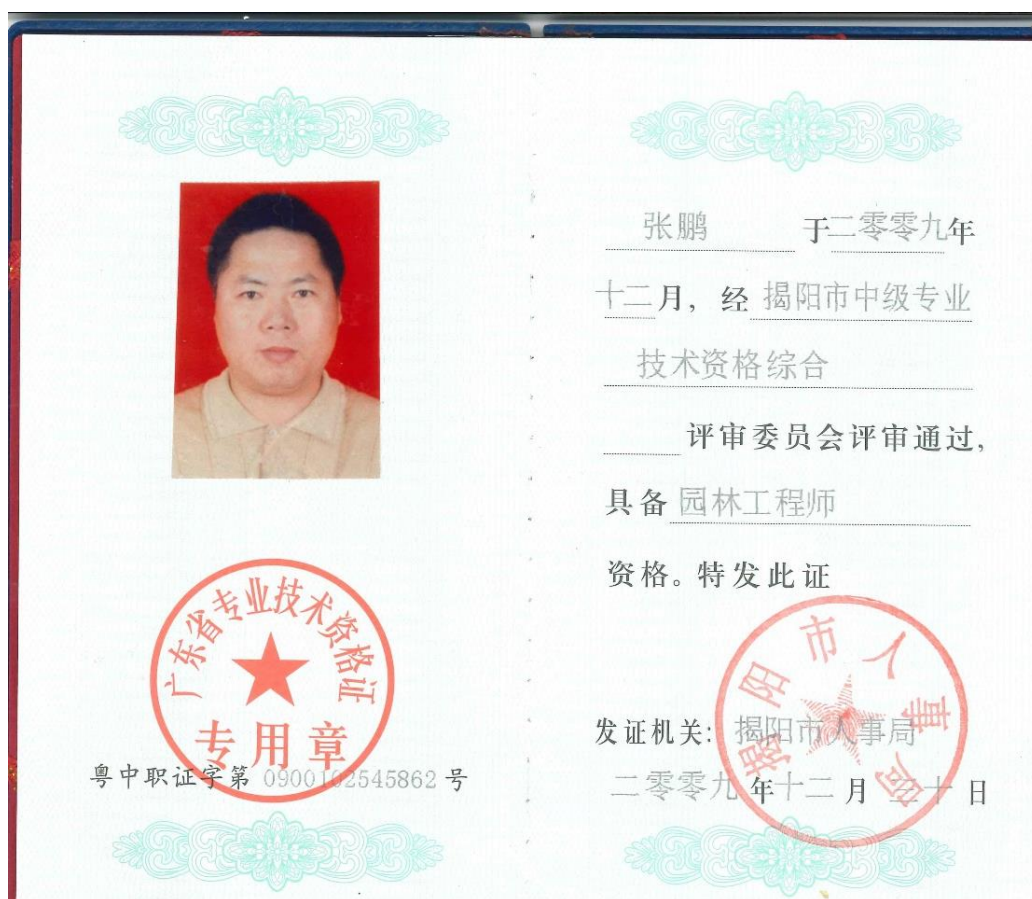 广东省专业技术资格证
专用章
粤中职证字第 0900102545862 号
张鹏 于二零零九年
十二月，经 揭阳市中级专业
技术资格综合
评审委员会评审通过，
具备 园林工程师
资格。特发此证
揭阳市人事局
发证机关：揭阳市人事局
二零零九 年十二月 三十 日